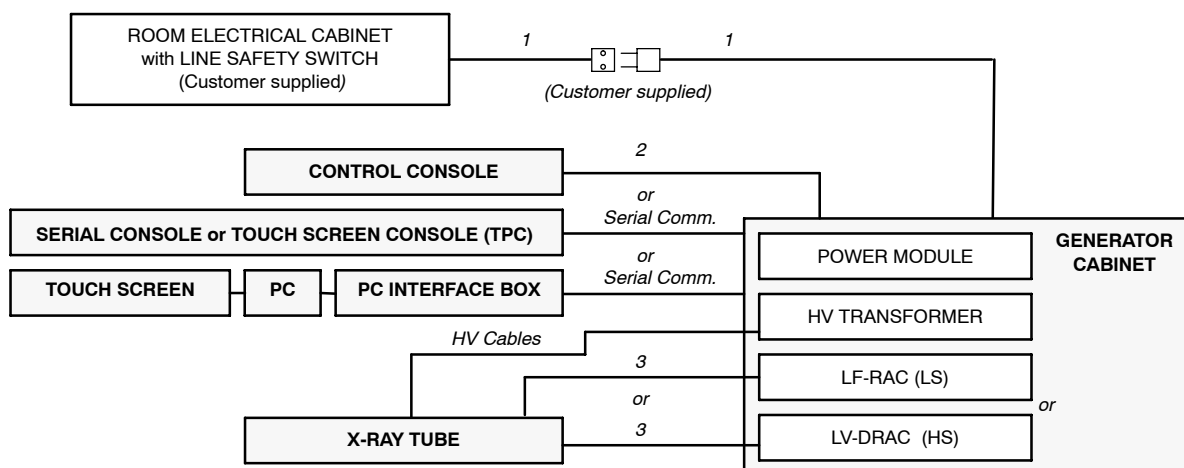 ROOM ELECTRICAL CABINET
with LINE SAFETY SWITCH
(Customer supplied)
1
1
(Customer supplied)
CONTROL CONSOLE
2
or
Serial Comm.
SERIAL CONSOLE or TOUCH SCREEN CONSOLE (TPC)
or
Serial Comm.
TOUCH SCREEN
PC
PC INTERFACE BOX
GENERATOR
CABINET
POWER MODULE
HV TRANSFORMER
HV Cables
3
LF-RAC (LS)
or
or
X-RAY TUBE
3
LV-DRAC (HS)